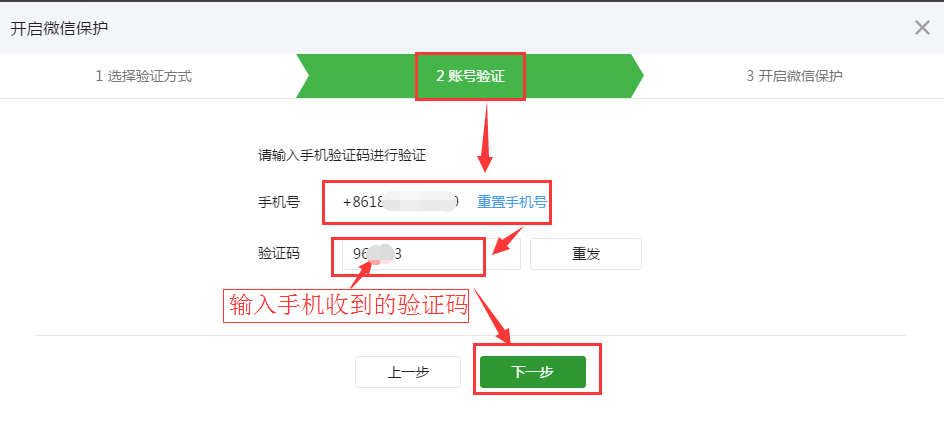 开启微信保护
1 选择验证方式 2 账号验证 3 开启微信保护
请输入手机验证码进行验证
手机号 +8618 9 重置手机号
验证码 96 3 重发
输入手机收到的验证码
上一步 下一步